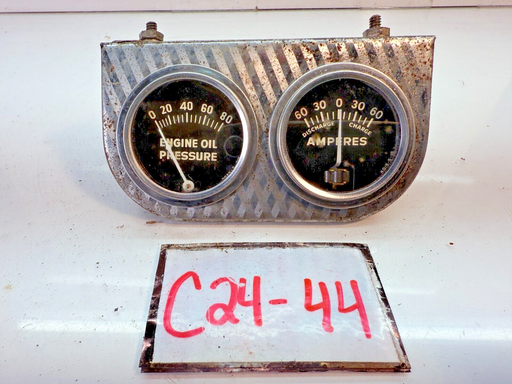 0 20 40 60 80
ENGINE OIL
PRESSURE
60 30 0 30 60
DISCHARGE CHARGE
AMPERES
C24-44